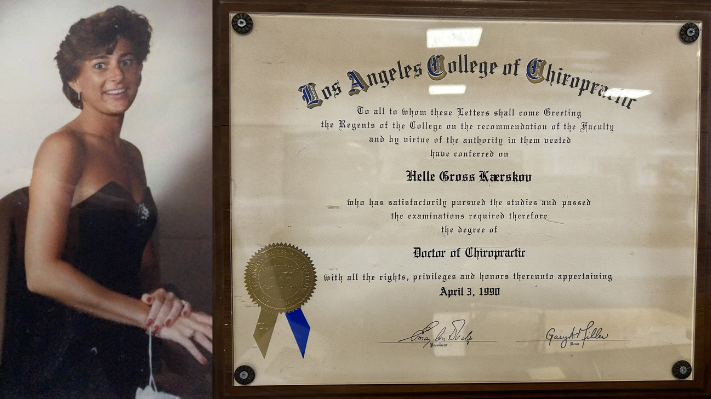 Los Angeles College of Chiropractic
To all to whom these Letters shall come Greeting
the Regents of the College on the recommendation of the Faculty
and by virtue of the authority in them vested
have conferred on
Helle Gross Kærskov
who has satisfactorily pursued the studies and passed
the examinations required therefore
the degree of
Doctor of Chiropractic
with all the rights, privileges and honors thereunto appertaining
April 3, 1990